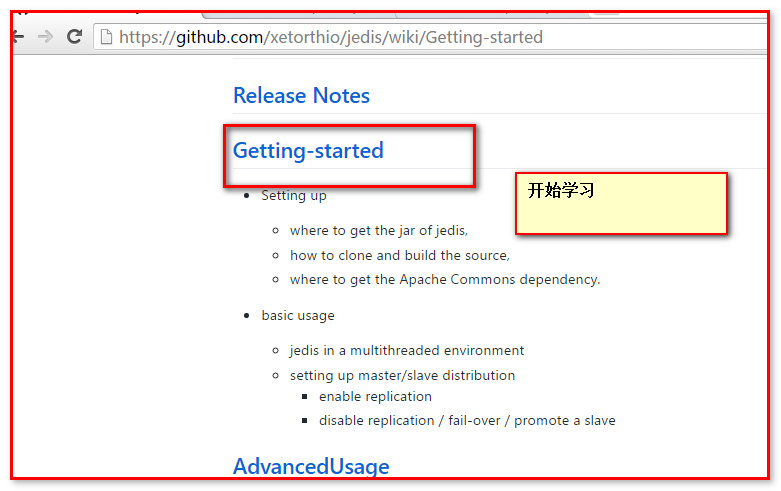 https://github.com/xetorthio/jedis/wiki/Getting-started
Release Notes
Getting-started
开始学习
Setting up
where to get the jar of jedis,
how to clone and build the source,
where to get the Apache Commons dependency.
basic usage
jedis in a multithreaded environment
setting up master/slave distribution
enable replication
disable replication / fail-over / promote a slave
AdvancedUsage